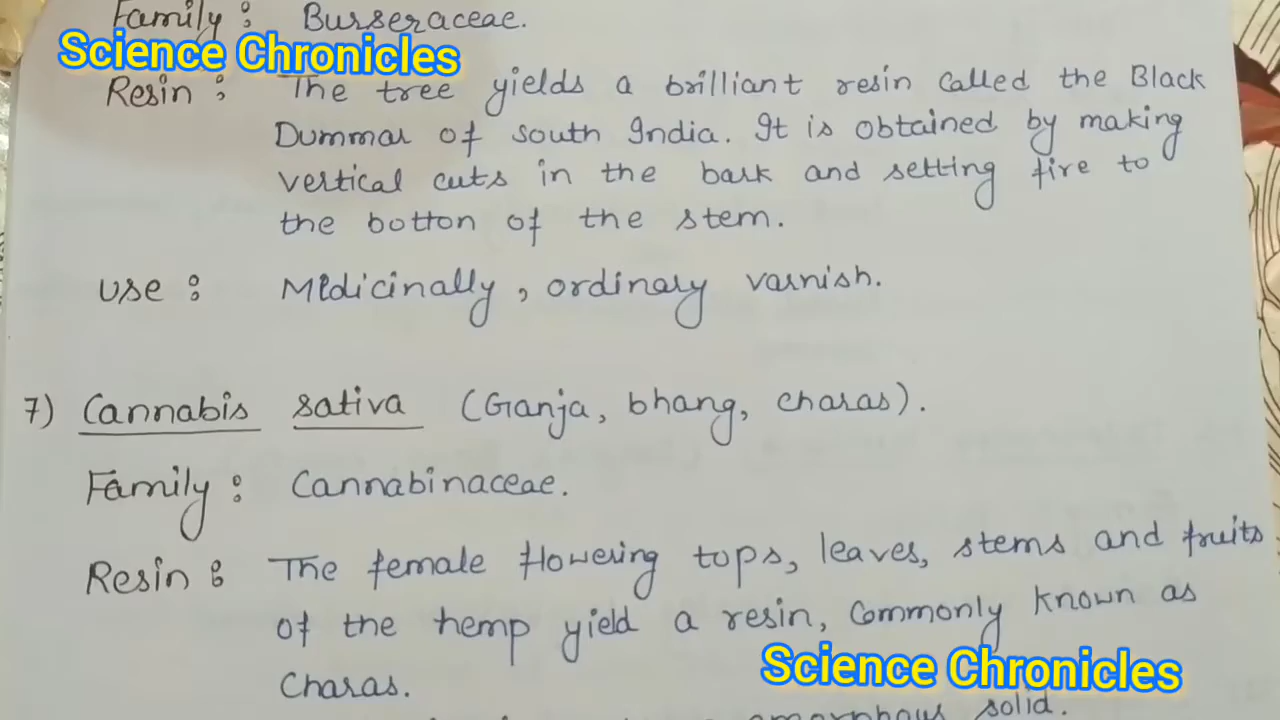 Family : Burseraceae.
Science Chronicles
Resin : The tree yields a brilliant resin called the Black
Dummar of south India. It is obtained by making
vertical cuts in the bark and setting fire to
the botton of the stem.
Use : Medicinally, ordinary varnish.
7) Cannabis sativa (Ganja, bhang, charas).
Family : Cannabinaceae.
Resin : The female flowering tops, leaves, stems and fruits
of the hemp yield a resin, commonly known as
Charas.
Science Chronicles
amorphous solid.